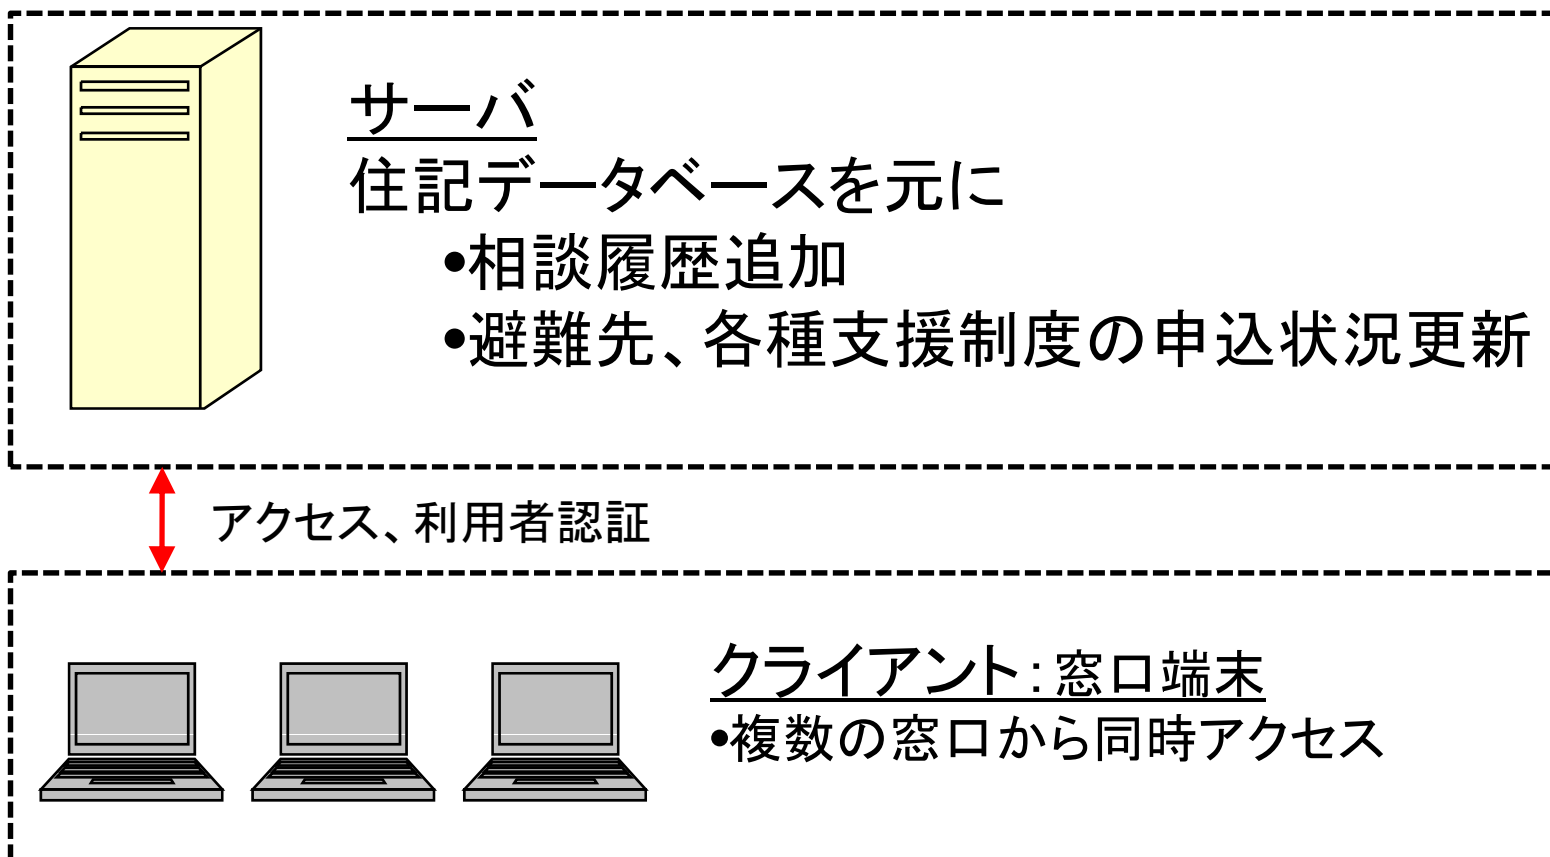 サーバ
住記データベースを元に
•相談履歴追加
•避難先、各種支援制度の申込状況更新
アクセス、利用者認証
クライアント:窓口端末
•複数の窓口から同時アクセス